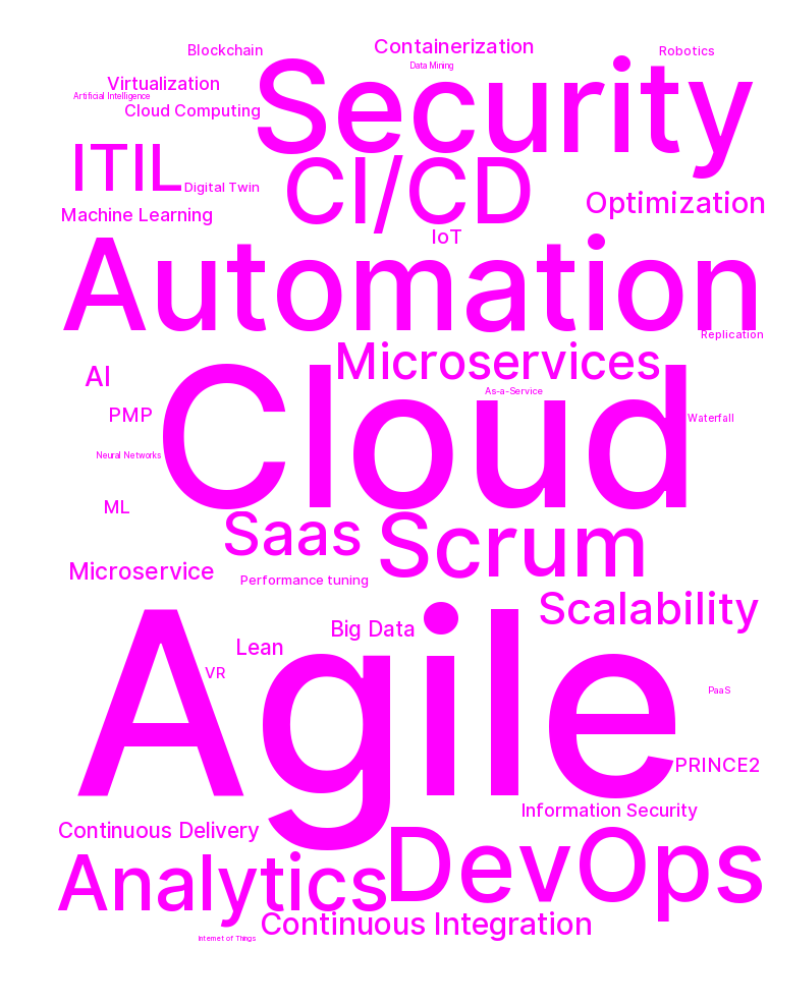 Containerization
Blockchain
Robotics
Data Mining
Security
Virtualization
Artificial Intelligence
Cloud Computing
ITIL
CI/CD
Digital Twin
Optimization
Machine Learning
IoT
Automation
Replication
Microservices
AI
As-a-Service
Cloud
PMP
Waterfall
Neural Networks
ML
Saas
Scrum
Microservice
Performance tuning
Scalability
Big Data
Lean
Agile
VR
PaaS
PRINCE2
Information Security
Continuous Delivery
DevOps
Analytics
Continuous Integration
Internet of Things